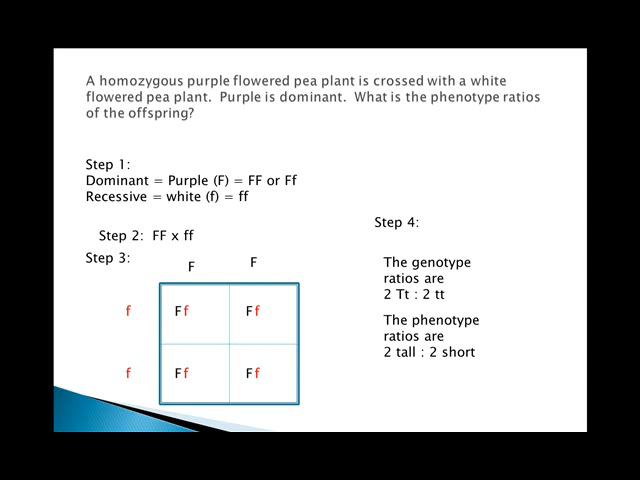 A homozygous purple flowered pea plant is crossed with a white
flowered pea plant. Purple is dominant. What is the phenotype ratios
of the offspring?
Step 1:
Dominant = Purple (F) = FF or Ff
Recessive = white (f) = ff
Step 2: FF x ff
Step 3:
F F
f Ff Ff
f Ff Ff
Step 4:
The genotype
ratios are
2 Tt : 2 tt
The phenotype
ratios are
2 tall : 2 short